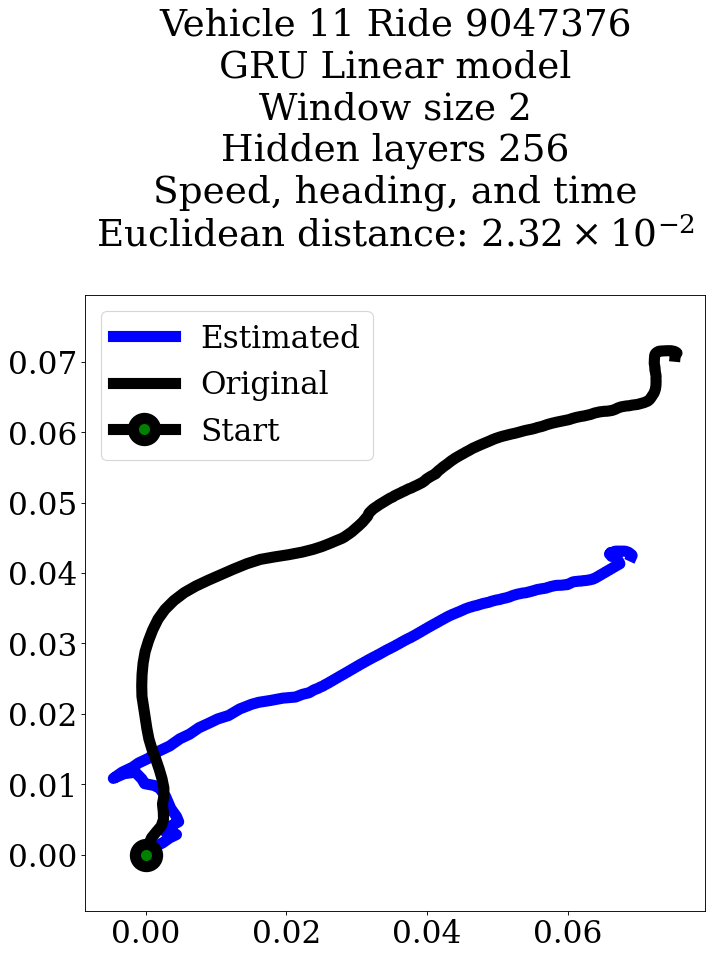 Vehicle 11 Ride 9047376
GRU Linear model
Window size 2
Hidden layers 256
Speed, heading, and time
Euclidean distance: 2.32 × 10⁻²
Estimated
Original
Start
0.07
0.06
0.05
0.04
0.03
0.02
0.01
0.00
0.00 0.02 0.04 0.06